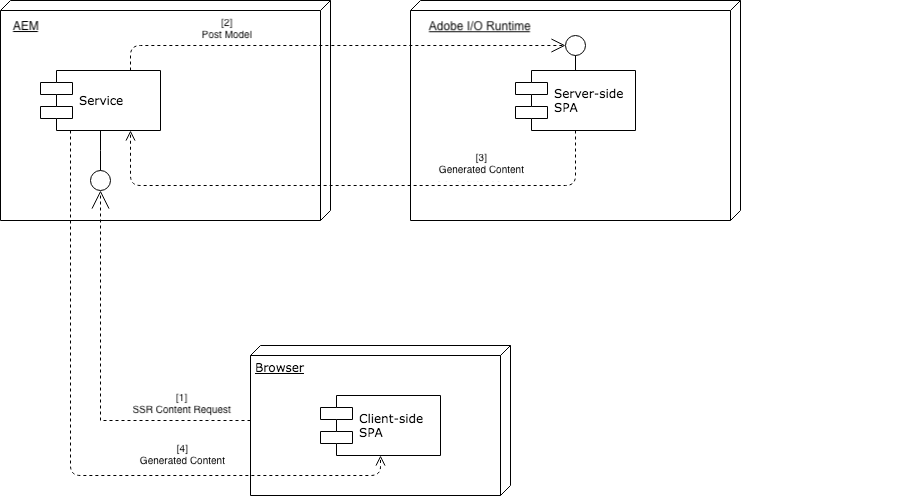 AEM
[2]
Post Model
Adobe I/O Runtime
Service
Server-side
SPA
[3]
Generated Content
Browser
[1]
SSR Content Request
Client-side
SPA
[4]
Generated Content